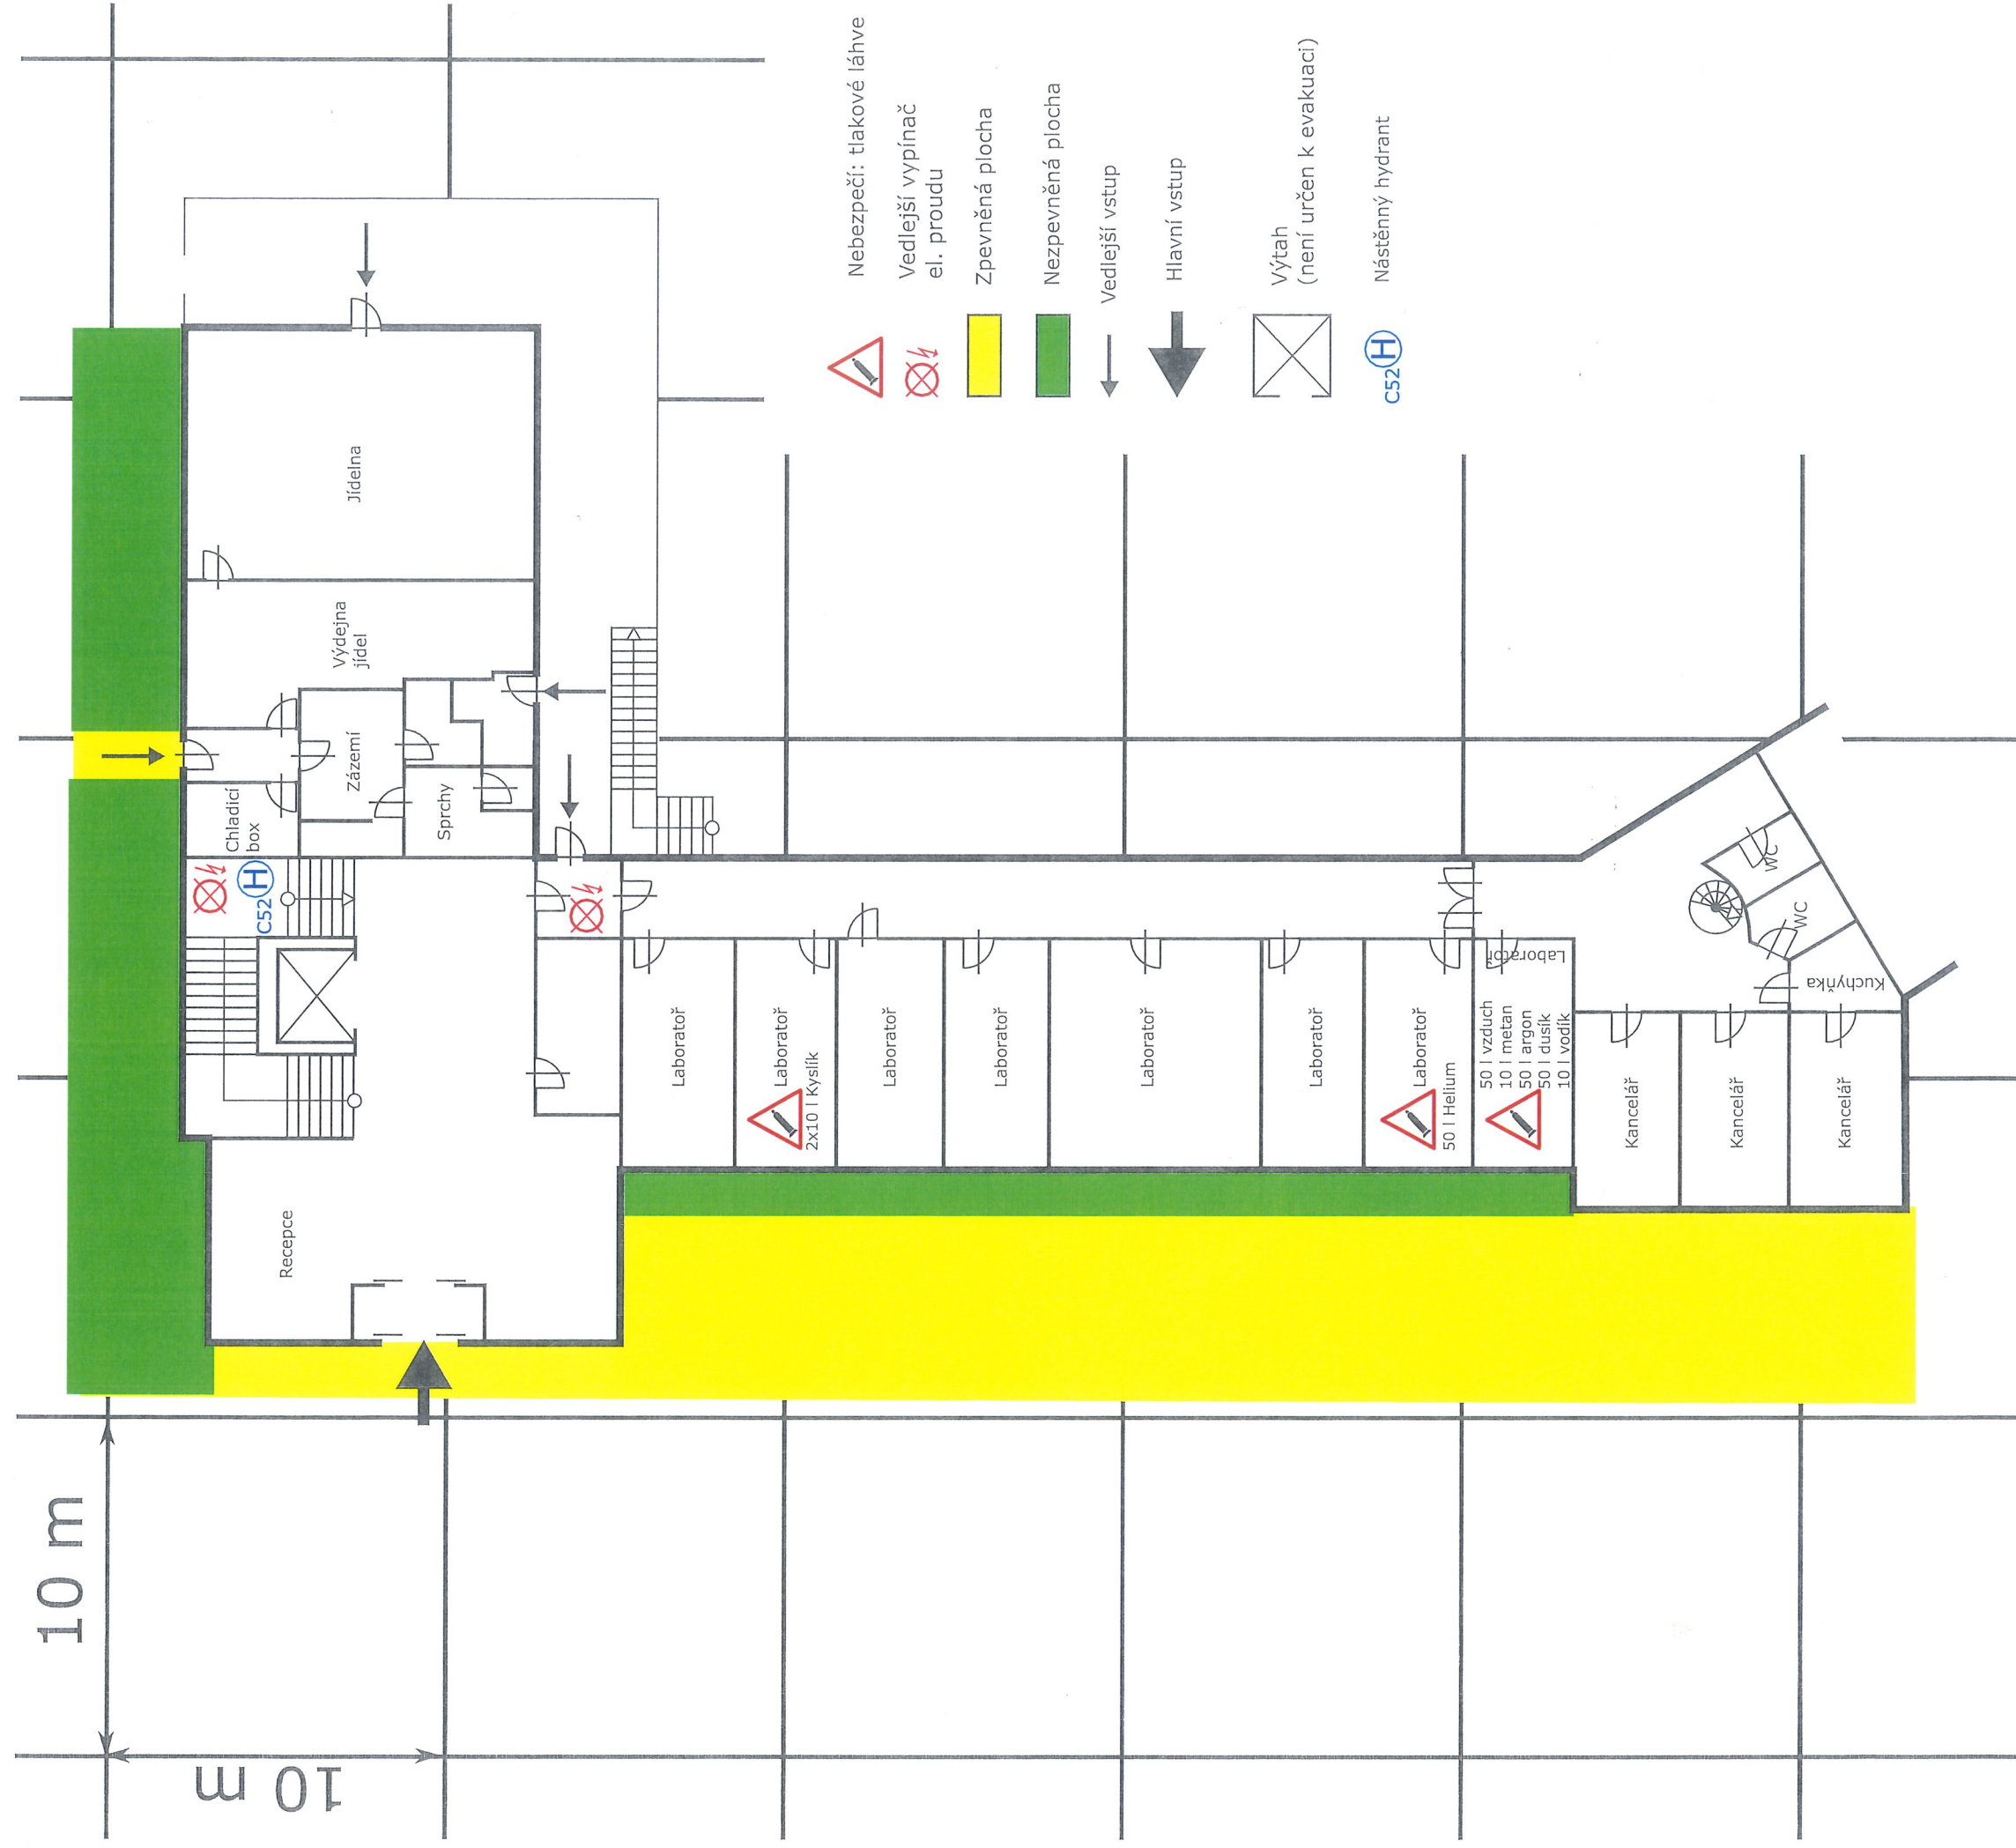 Nebezpečí: tlakové láhve
Vedlejší vypínač
el. proudu
Zpevněná plocha
Nezpevněná plocha
Vedlejší vstup
Hlavní vstup
Výtah
(není určen k evakuaci)
C52 H
Nástěnný hydrant
Jídelna
Výdejna
jídel
Zázemí
Chladicí
box
Sprchy
C52 H
Recepce
Laboratoř
Laboratoř
2x10 l Kyslík
Laboratoř
Laboratoř
Laboratoř
Laboratoř
Laboratoř
50 l Helium
Laboratoř
50 l vzduch
10 l metan
50 l argon
50 l dusík
10 l vodík
Kancelář
Kancelář
Kancelář
WC
WC
Kuchyňka
10 m
10 m